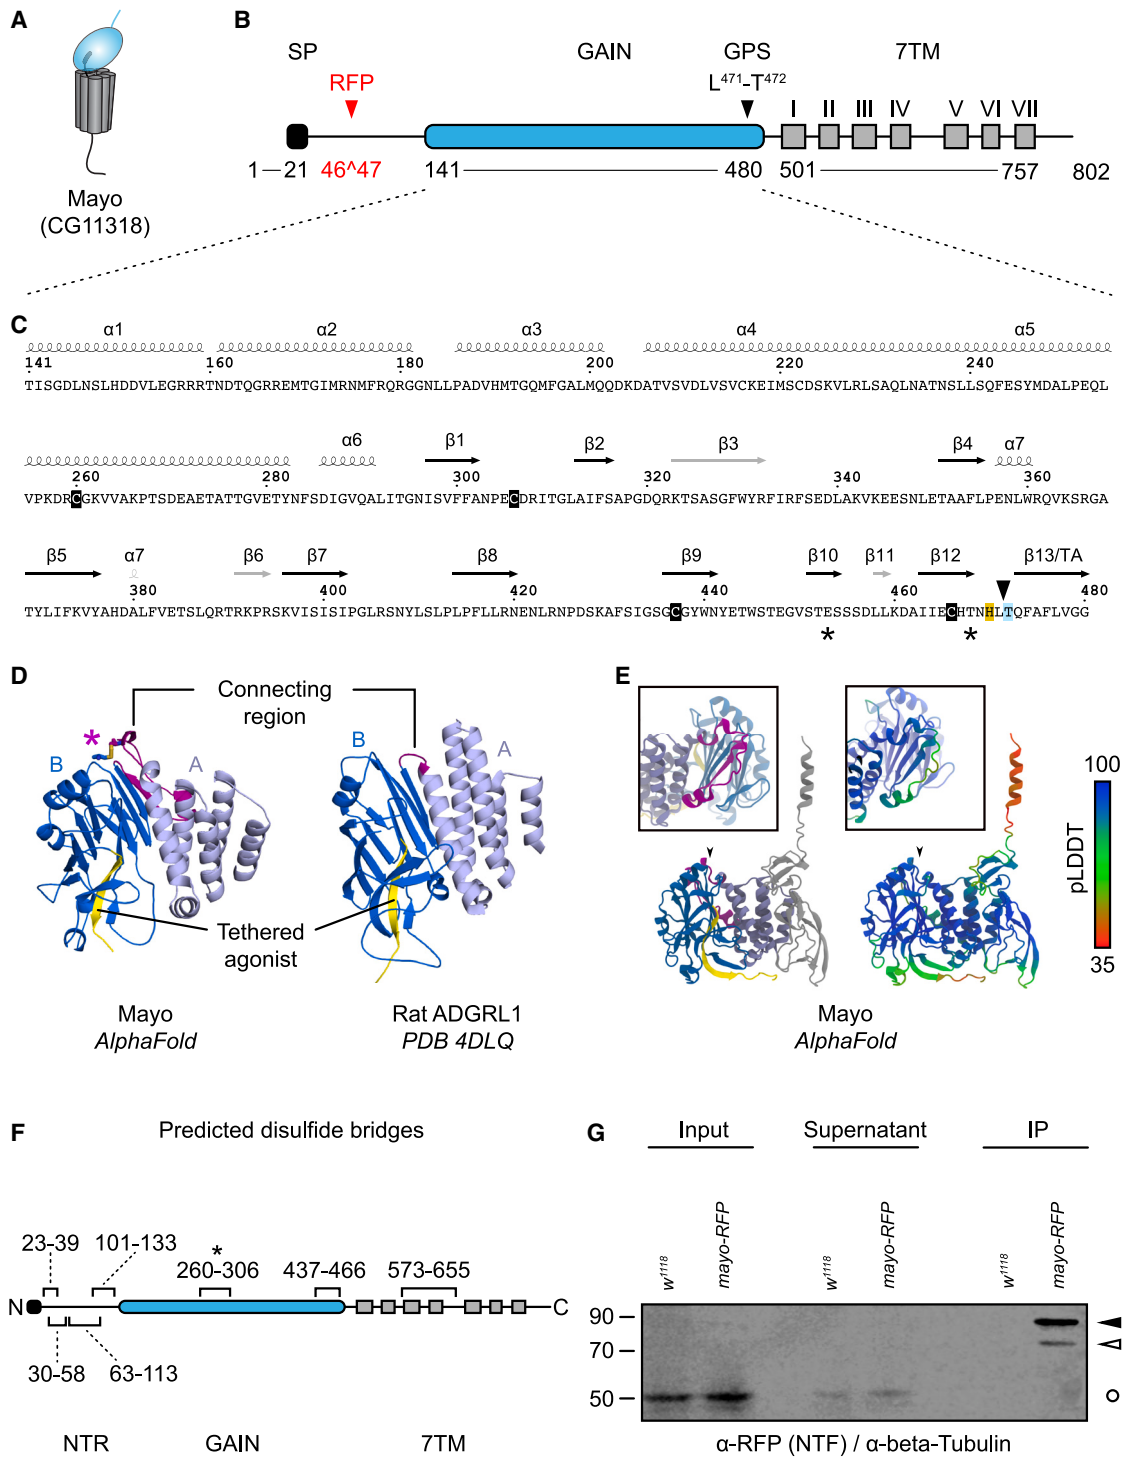 A
Mayo
(CG11318)
B
SP GAIN GPS 7TM
RFP L471-T472
I II III IV V VI VII
1 21 46^47 141 480 501 757 802
C
α1 α2 α3 α4 α5
141 160 180 200 220 240
TISGDLNSLHDDVLEGRRRTNDTQGRREMTGIMRNMFRQRGGNLLPADVHMTGQMFGALMQQDKDATVSVDLVSVCKEIMSCDSKVLRLSAQLNATNSLLSQFESYMDALPEQL
α6 β1 β2 β3 β4 α7
260 280 300 320 340 360
VPKDRCGKVVAKPTSDEAETATTGVETYNFSDIGVQALITGNISVFFANPECDRITGLAIFSAPGDQRKTSASGFWYRFIRFSEDLAKVKEESNLETAAFLPENLWRQVKSRGA
β5 α7 β6 β7 β8 β9 β10 β11 β12 β13/TA
380 400 420 440 460 480
TYLIFKVYAHDALFVETSLQRTRKPRSKVISISIPGLRSNYLSLPLPFLLRNENLRNPDSKAFSIGSGCGYWNYETWSTEGVSTESSSDLLKDAIIECHTNHLTQFAFLVGG
* *
D
Connecting
region
*
B A B A
Tethered
agonist
Mayo
AlphaFold
Rat ADGRL1
PDB 4DLQ
E
100
pLDDT
35
Mayo
AlphaFold
F
Predicted disulfide bridges
23-39 101-133 *
260-306 437-466 573-655
N C
30-58 63-113
NTR GAIN 7TM
G
Input Supernatant IP
w1118 mayo-RFP w1118 mayo-RFP w1118 mayo-RFP
90
70
50
α-RFP (NTF) / α-beta-Tubulin